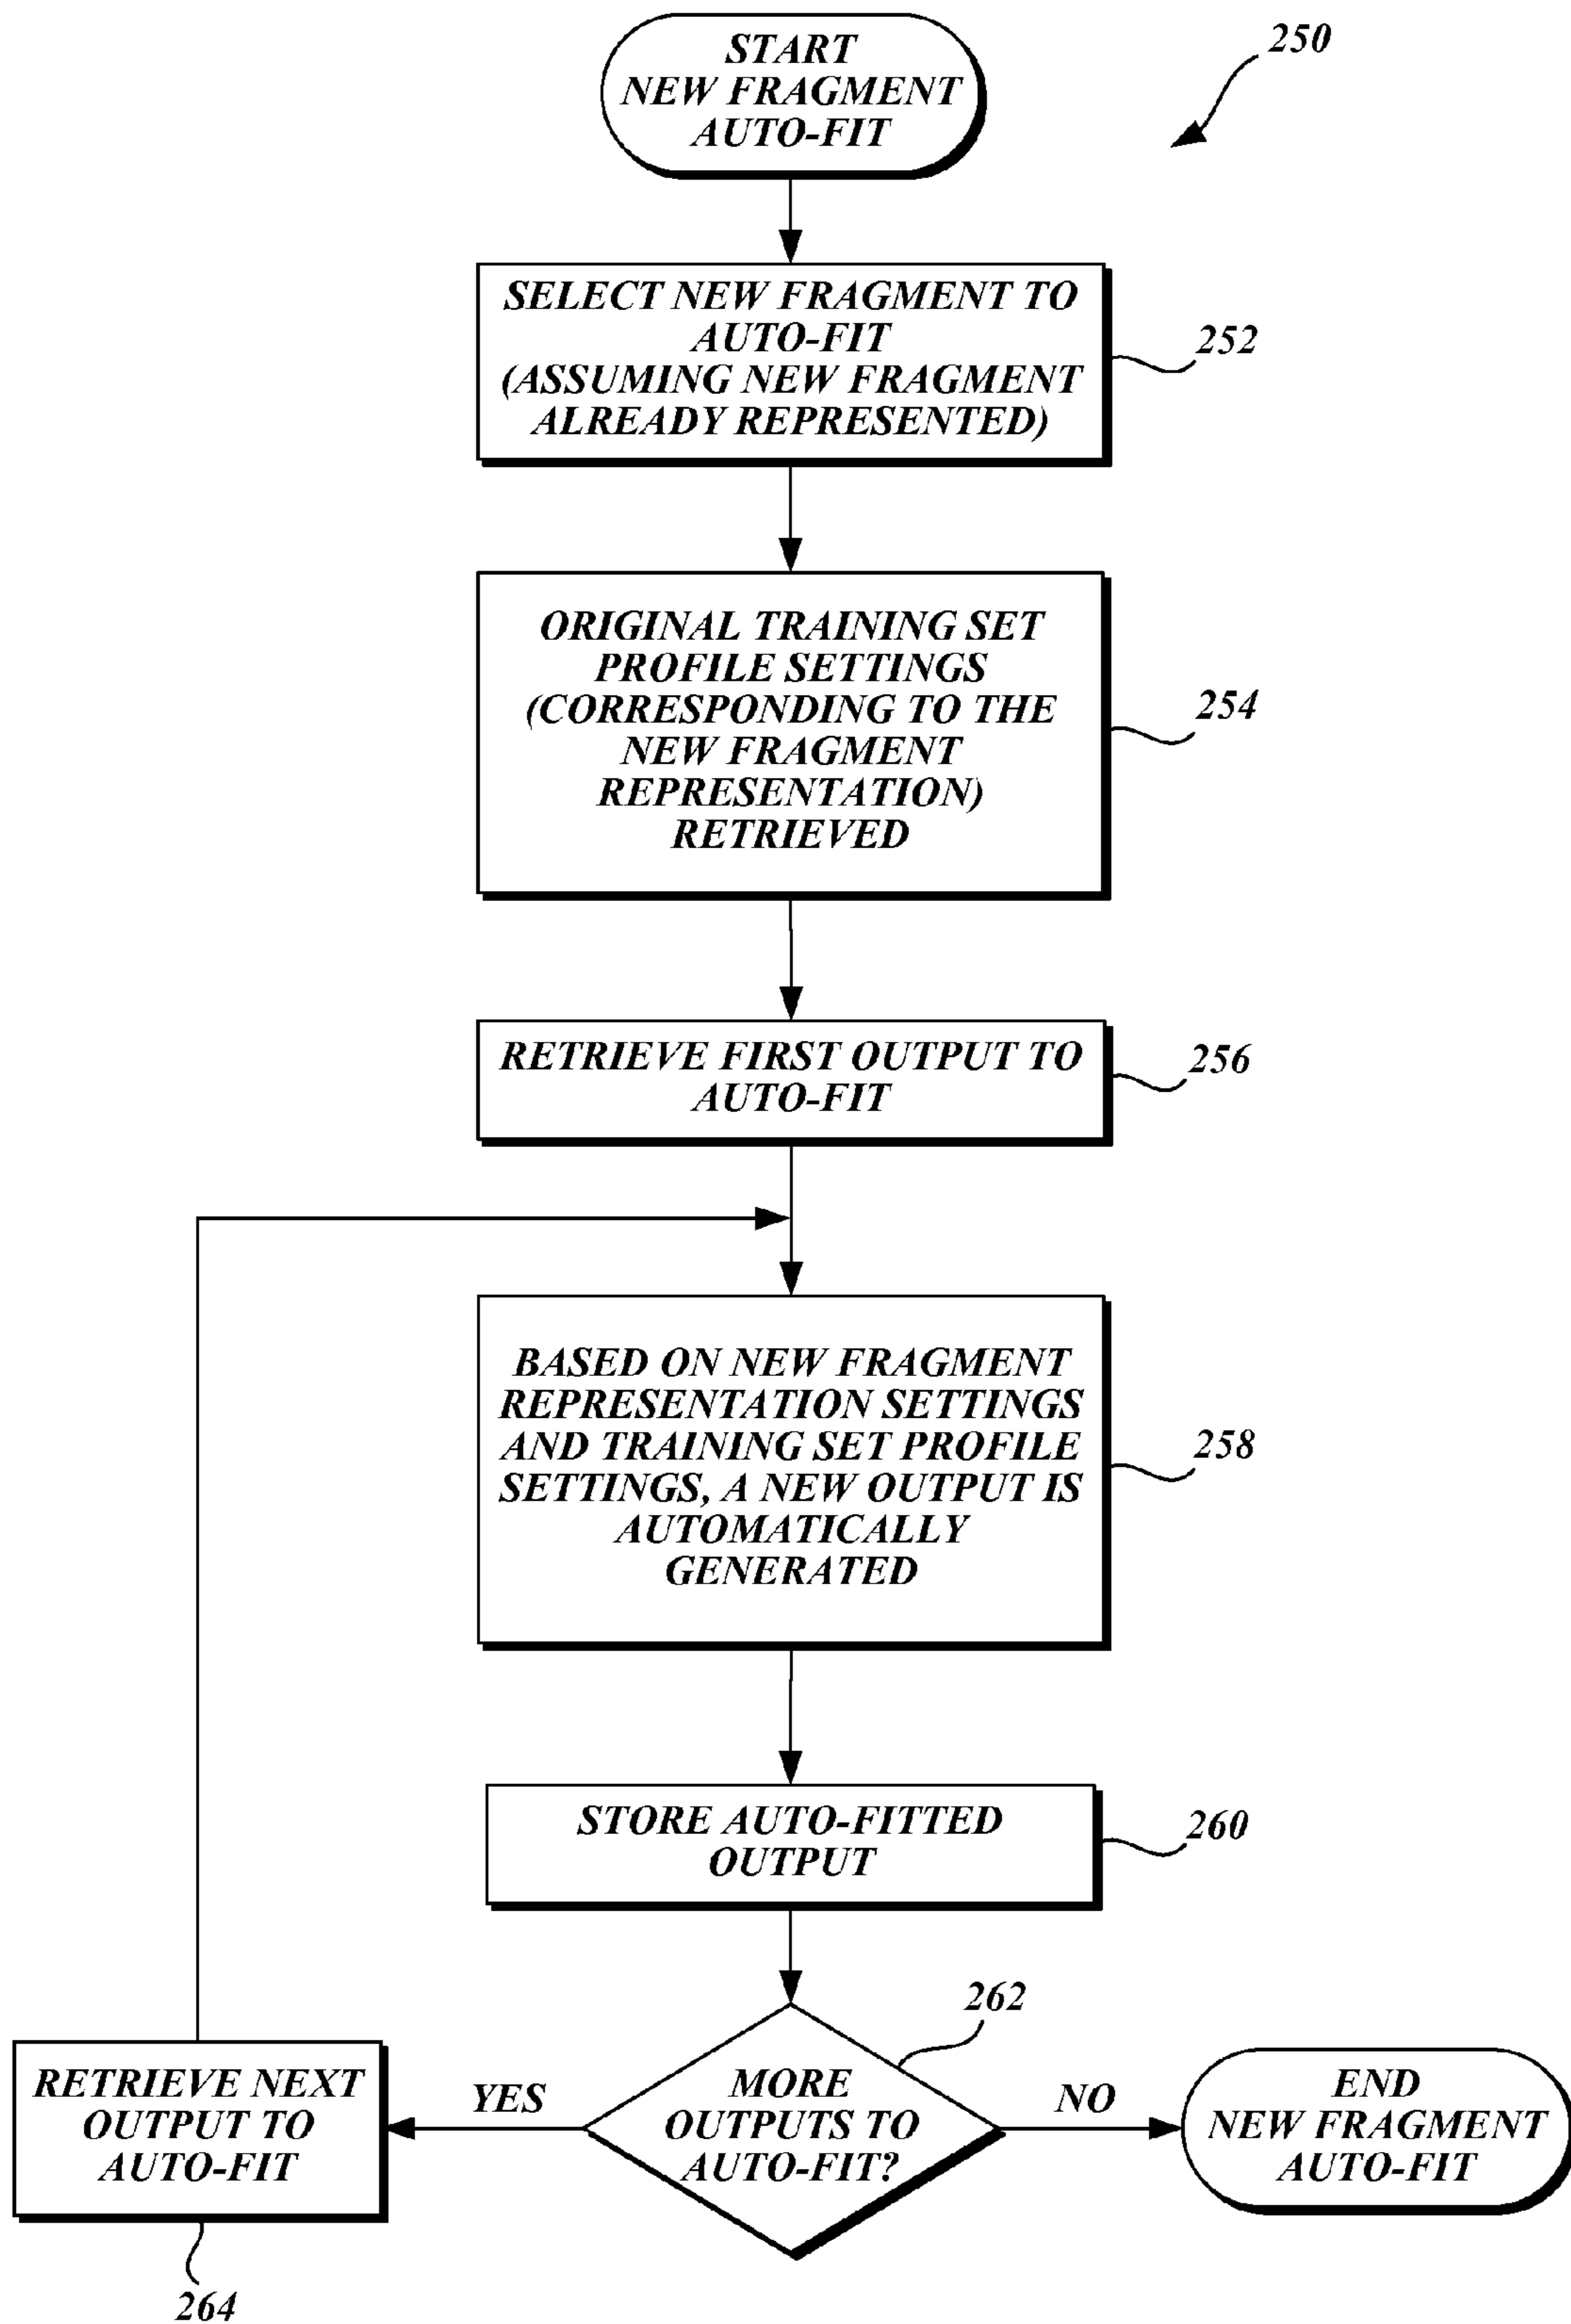 START
NEW FRAGMENT
AUTO-FIT
250
SELECT NEW FRAGMENT TO
AUTO-FIT
(ASSUMING NEW FRAGMENT
ALREADY REPRESENTED)
252
ORIGINAL TRAINING SET
PROFILE SETTINGS
(CORRESPONDING TO THE
NEW FRAGMENT
REPRESENTATION)
RETRIEVED
254
RETRIEVE FIRST OUTPUT TO
AUTO-FIT
256
BASED ON NEW FRAGMENT
REPRESENTATION SETTINGS
AND TRAINING SET PROFILE
SETTINGS, A NEW OUTPUT IS
AUTOMATICALLY
GENERATED
258
STORE AUTO-FITTED
OUTPUT
260
262
MORE
OUTPUTS TO
AUTO-FIT?
YES
NO
RETRIEVE NEXT
OUTPUT TO
AUTO-FIT
264
END
NEW FRAGMENT
AUTO-FIT